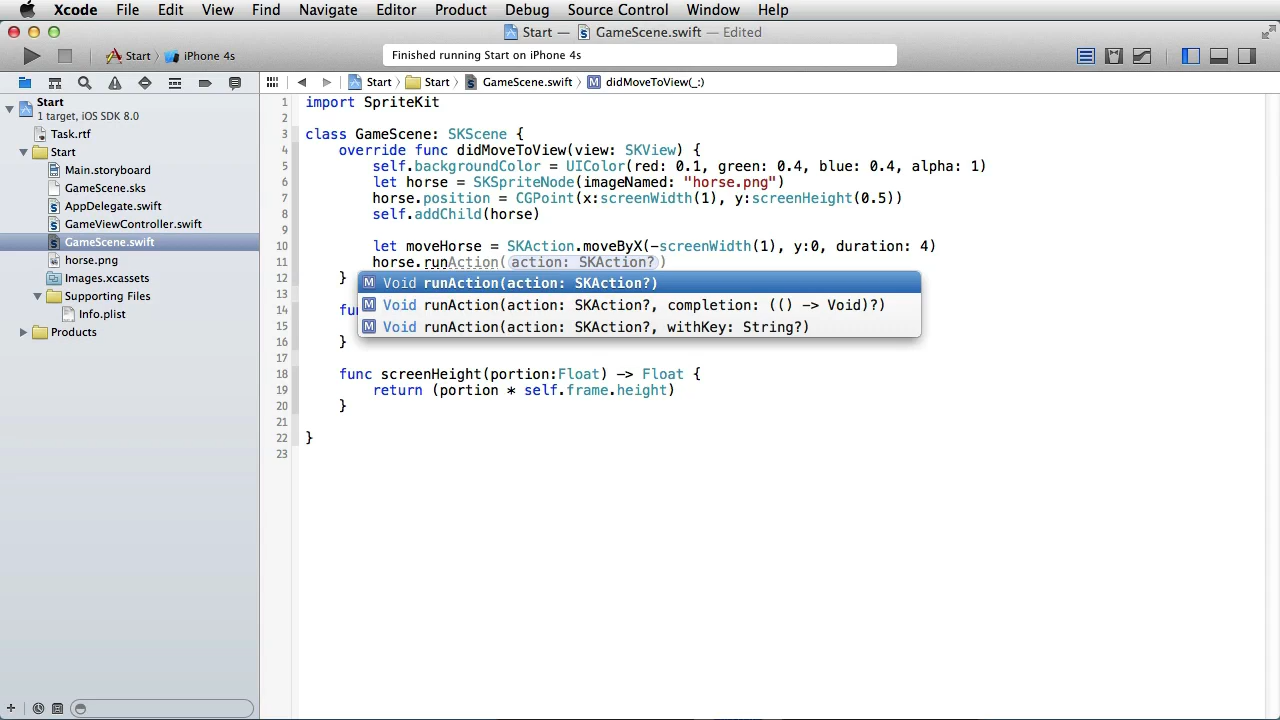 Xcode File Edit View Find Navigate Editor Product Debug Source Control Window Help
Start — GameScene.swift — Edited
Start › iPhone 4s
Finished running Start on iPhone 4s
Start › Start › GameScene.swift › M didMoveToView(_:)
Start
1 target, iOS SDK 8.0
Task.rtf
Start
Main.storyboard
GameScene.sks
AppDelegate.swift
GameViewController.swift
GameScene.swift
horse.png
Images.xcassets
Supporting Files
Info.plist
Products
1 import SpriteKit
2
3 class GameScene: SKScene {
4 override func didMoveToView(view: SKView) {
5 self.backgroundColor = UIColor(red: 0.1, green: 0.4, blue: 0.4, alpha: 1)
6 let horse = SKSpriteNode(imageNamed: "horse.png")
7 horse.position = CGPoint(x:screenWidth(1), y:screenHeight(0.5))
8 self.addChild(horse)
9
10 let moveHorse = SKAction.moveByX(-screenWidth(1), y:0, duration: 4)
11 horse.runAction(action: SKAction?)
12 }
M Void runAction(action: SKAction?)
M Void runAction(action: SKAction?, completion: (() -> Void)?)
M Void runAction(action: SKAction?, withKey: String?)
13
14 fu
15
16 }
17
18 func screenHeight(portion:Float) -> Float {
19 return (portion * self.frame.height)
20 }
21
22 }
23